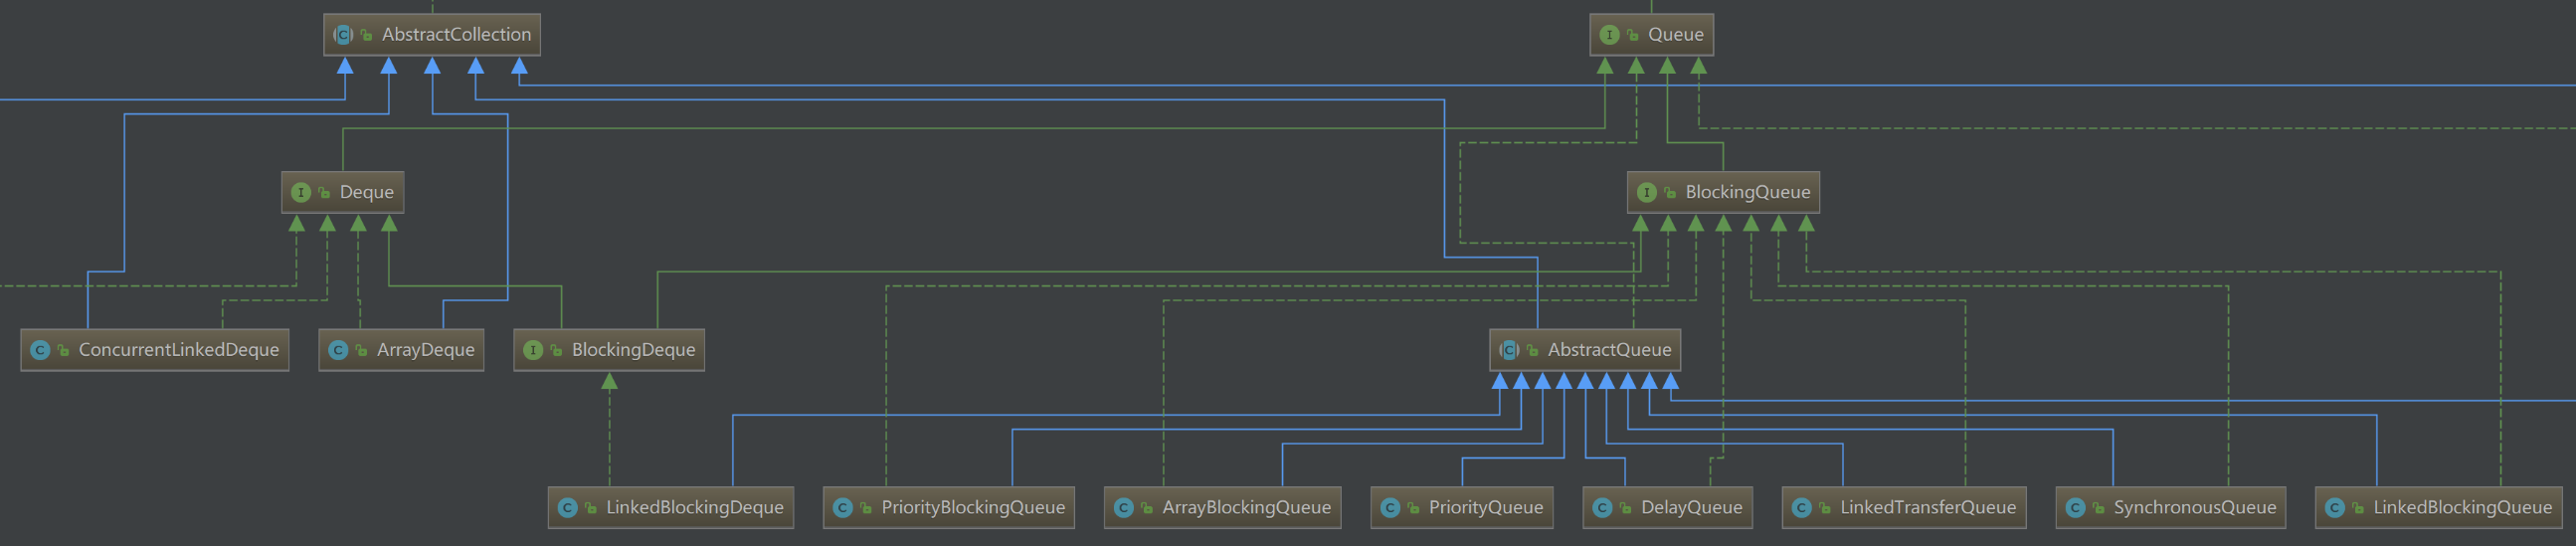 AbstractCollection
Queue
Deque
BlockingQueue
ConcurrentLinkedDeque
ArrayDeque
BlockingDeque
AbstractQueue
LinkedBlockingDeque
PriorityBlockingQueue
ArrayBlockingQueue
PriorityQueue
DelayQueue
LinkedTransferQueue
SynchronousQueue
LinkedBlockingQueue